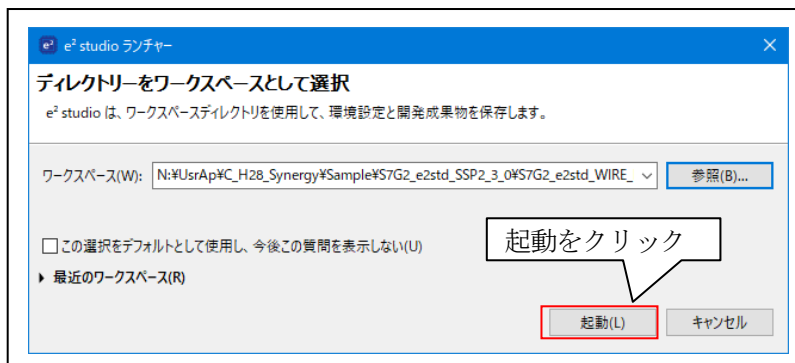 e² studio ランチャー
ディレクトリーをワークスペースとして選択
e² studio は、ワークスペースディレクトリを使用して、環境設定と開発成果物を保存します。
ワークスペース(W): N:¥UsrAp¥C_H28_Synergy¥Sample¥S7G2_e2std_SSP2_3_0¥S7G2_e2std_WIRE_ 参照(B)...
この選択をデフォルトとして使用し、今後この質問を表示しない(U)
起動をクリック
最近のワークスペース(R)
起動(L) キャンセル